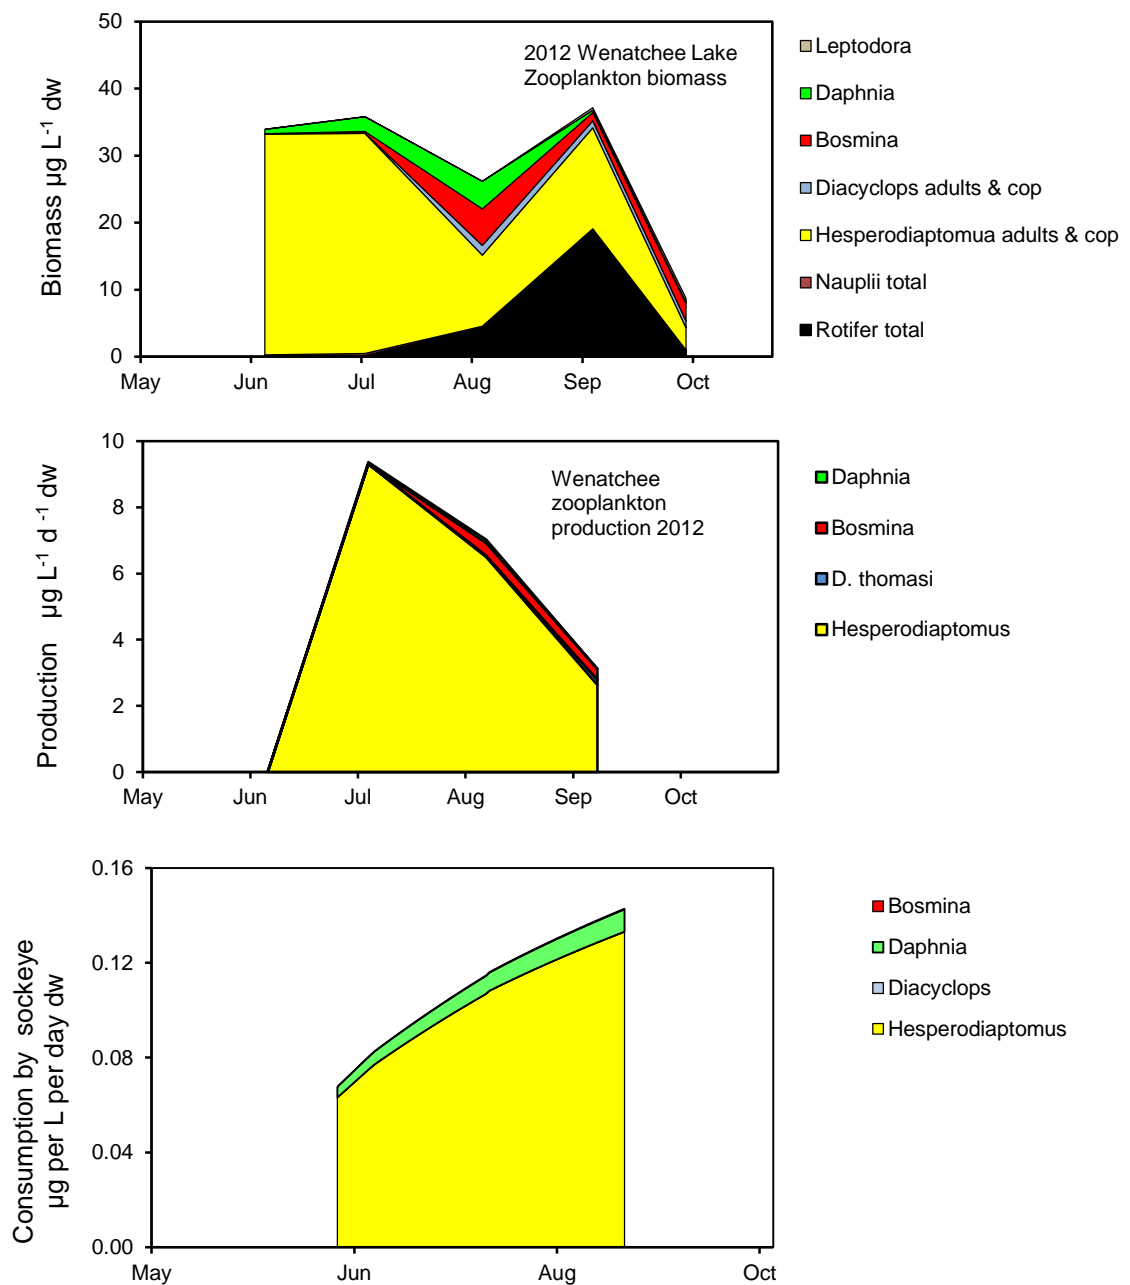 50
40
30
20
10
0
Biomass µg L-1 dw
2012 Wenatchee Lake
Zooplankton biomass
May Jun Jul Aug Sep Oct
Leptodora
Daphnia
Bosmina
Diacyclops adults & cop
Hesperodiaptomua adults & cop
Nauplii total
Rotifer total
10
8
6
4
2
0
Production µg L-1 d -1 dw
Wenatchee
zooplankton
production 2012
May Jun Jul Aug Sep Oct
Daphnia
Bosmina
D. thomasi
Hesperodiaptomus
0.16
0.12
0.08
0.04
0.00
Consumption by sockeye
µg per L per day dw
May Jun Aug Oct
Bosmina
Daphnia
Diacyclops
Hesperodiaptomus